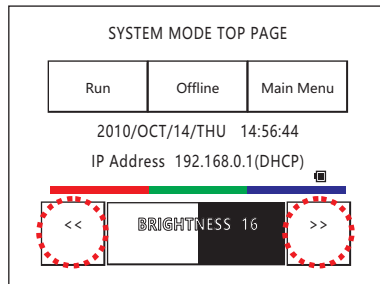 SYSTEM MODE TOP PAGE
Run Offline Main Menu
2010/OCT/14/THU 14:56:44
IP Address 192.168.0.1(DHCP)
<< BRIGHTNESS 16 >>